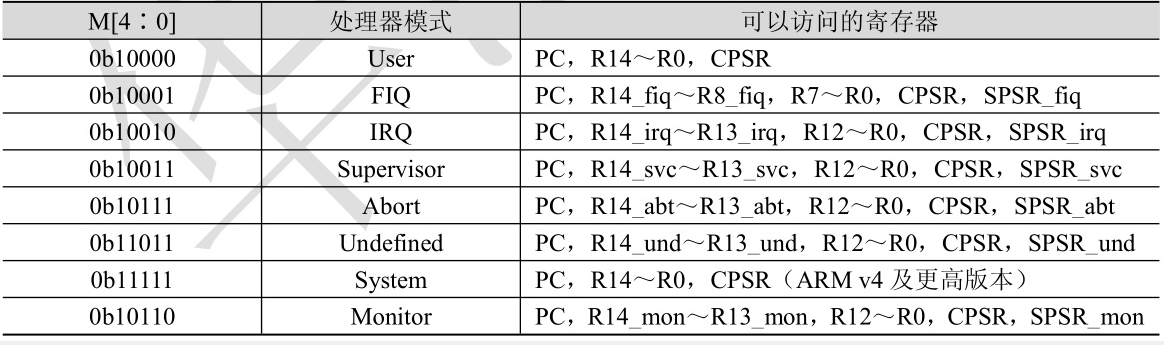 M[4∶0] 处理器模式 可以访问的寄存器
0b10000 User PC，R14～R0，CPSR
0b10001 FIQ PC，R14_fiq～R8_fiq，R7～R0，CPSR，SPSR_fiq
0b10010 IRQ PC，R14_irq～R13_irq，R12～R0，CPSR，SPSR_irq
0b10011 Supervisor PC，R14_svc～R13_svc，R12～R0，CPSR，SPSR_svc
0b10111 Abort PC，R14_abt～R13_abt，R12～R0，CPSR，SPSR_abt
0b11011 Undefined PC，R14_und～R13_und，R12～R0，CPSR，SPSR_und
0b11111 System PC，R14～R0，CPSR（ARM v4 及更高版本）
0b10110 Monitor PC，R14_mon～R13_mon，R12～R0，CPSR，SPSR_mon